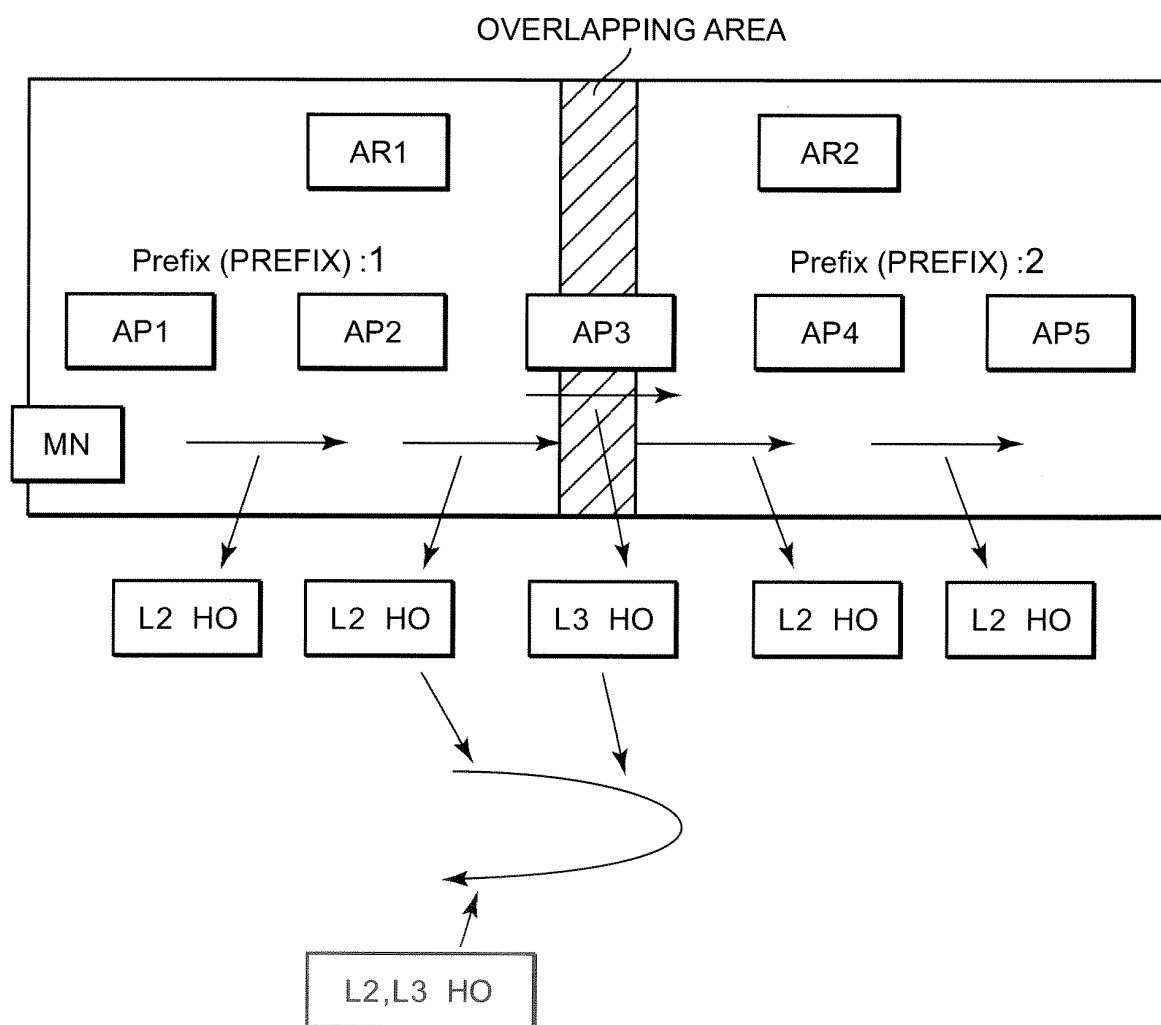 OVERLAPPING AREA
AR1
AR2
Prefix (PREFIX) :1
Prefix (PREFIX) :2
AP1
AP2
AP3
AP4
AP5
MN
L2 HO
L2 HO
L3 HO
L2 HO
L2 HO
L2,L3 HO